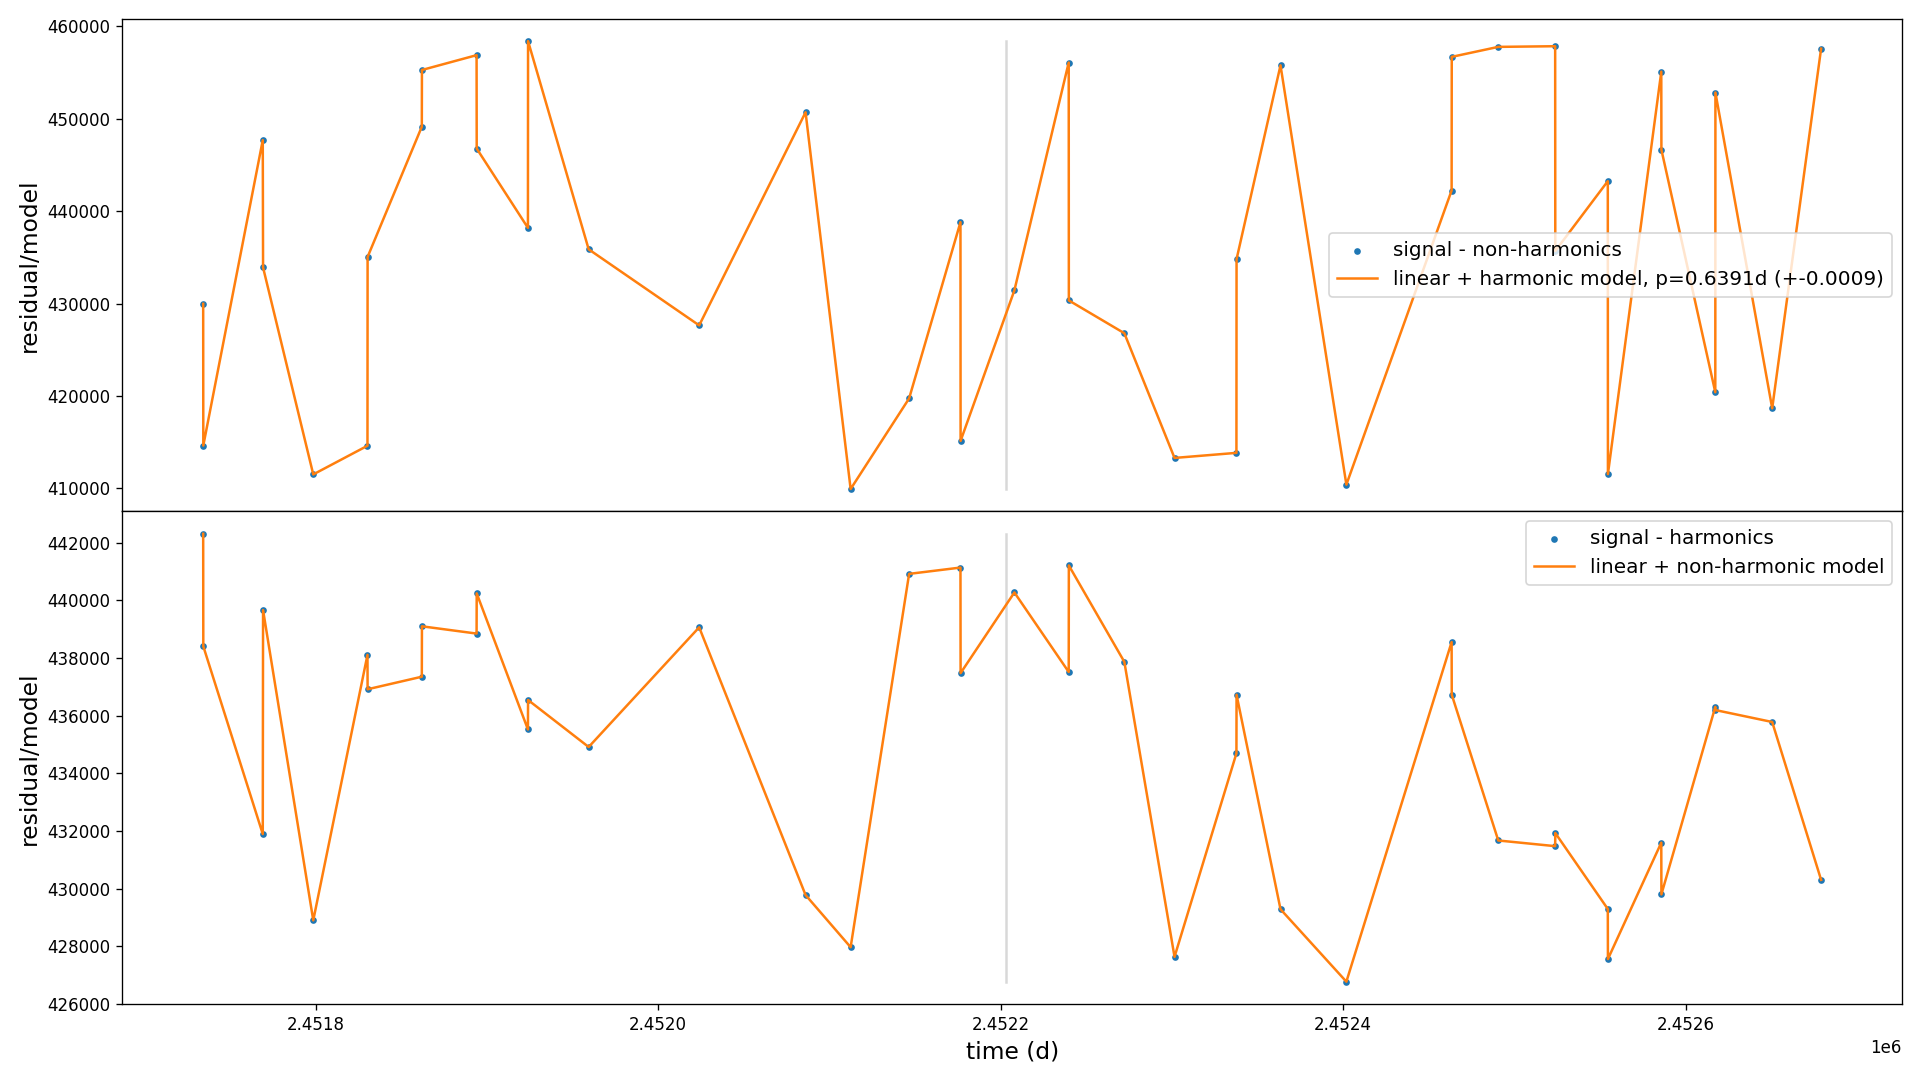 460000
450000
440000
430000
420000
410000
residual/model
signal - non-harmonics
linear + harmonic model, p=0.6391d (+-0.0009)
442000
440000
438000
436000
434000
432000
430000
428000
426000
residual/model
signal - harmonics
linear + non-harmonic model
2.4518
2.4520
2.4522
2.4524
2.4526
time (d)
1e6